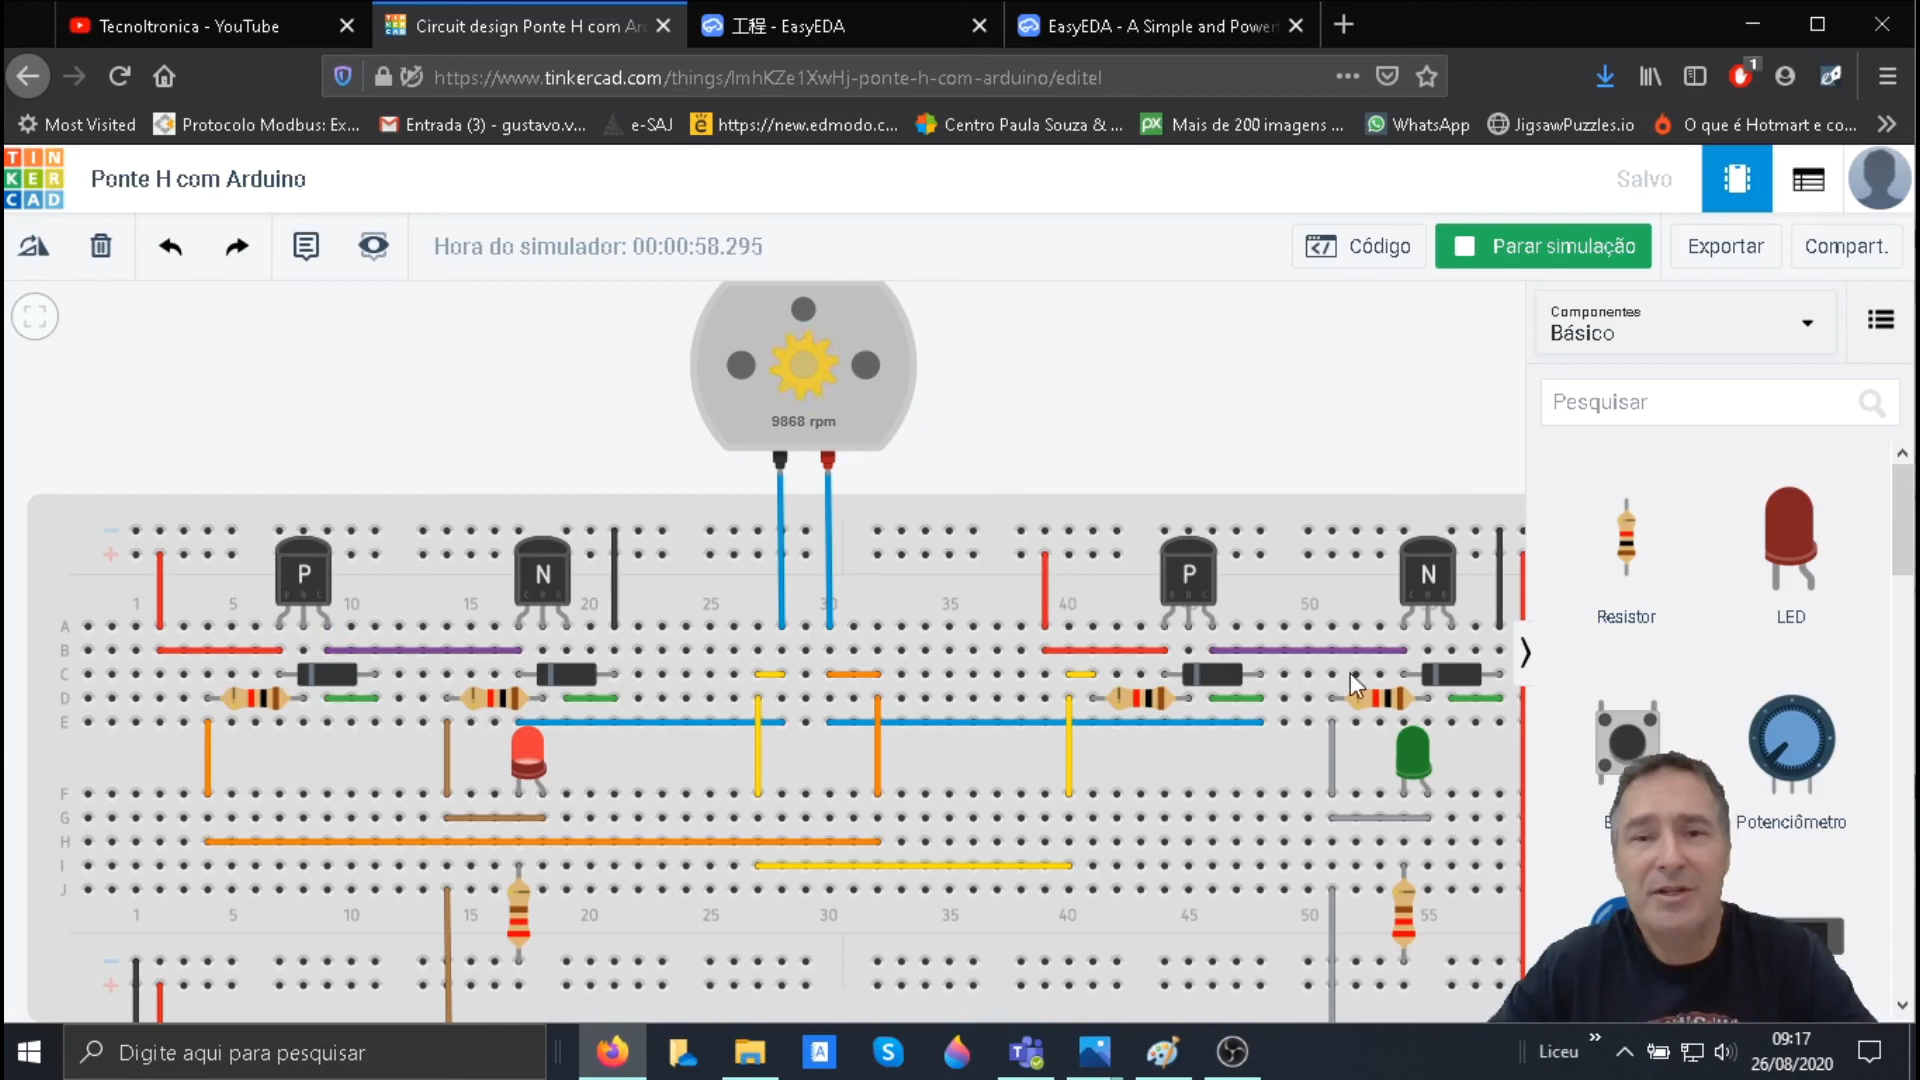 Tecnoltronica - YouTube
Circuit design Ponte H com Ar
工程 - EasyEDA
EasyEDA - A Simple and Power
https://www.tinkercad.com/things/lmhKZe1XwHj-ponte-h-com-arduino/editel
1
Most Visited
Protocolo Modbus: Ex...
Entrada (3) - gustavo.v...
e-SAJ
https://new.edmodo.c...
Centro Paula Souza & ...
px Mais de 200 imagens ...
WhatsApp
JigsawPuzzles.io
O que é Hotmart e co...
TIN
KER
CAD
Ponte H com Arduino
Salvo
Hora do simulador: 00:00:58.295
Código
Parar simulação
Exportar
Compart.
Componentes
Básico
Pesquisar
9868 rpm
P
N
P
N
1 5 10 15 20 25 30 35 40 50
A
B
C
D
E
F
G
H
I
J
1 5 10 15 20 25 30 35 40 45 50 55
Resistor
LED
Potenciômetro
Digite aqui para pesquisar
Liceu
09:17
26/08/2020